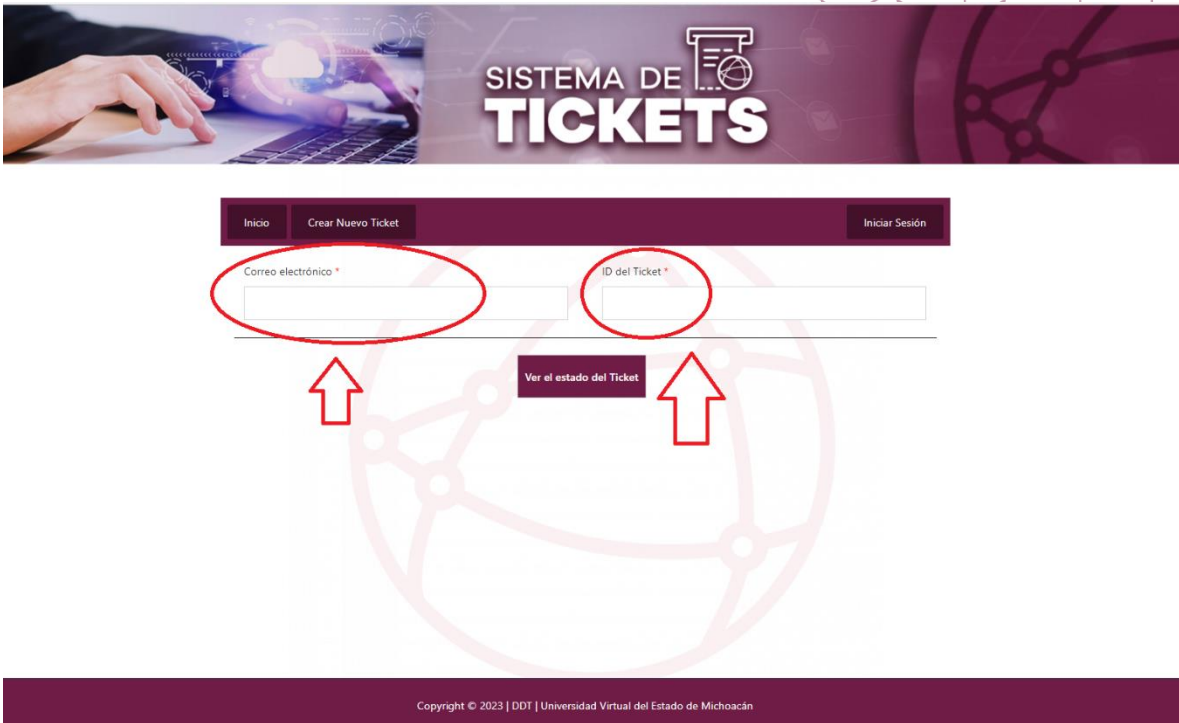 SISTEMA DE
TICKETS
Inicio Crear Nuevo Ticket Iniciar Sesión
Correo electrónico * ID del Ticket *
Ver el estado del Ticket
Copyright © 2023 | DDT | Universidad Virtual del Estado de Michoacán